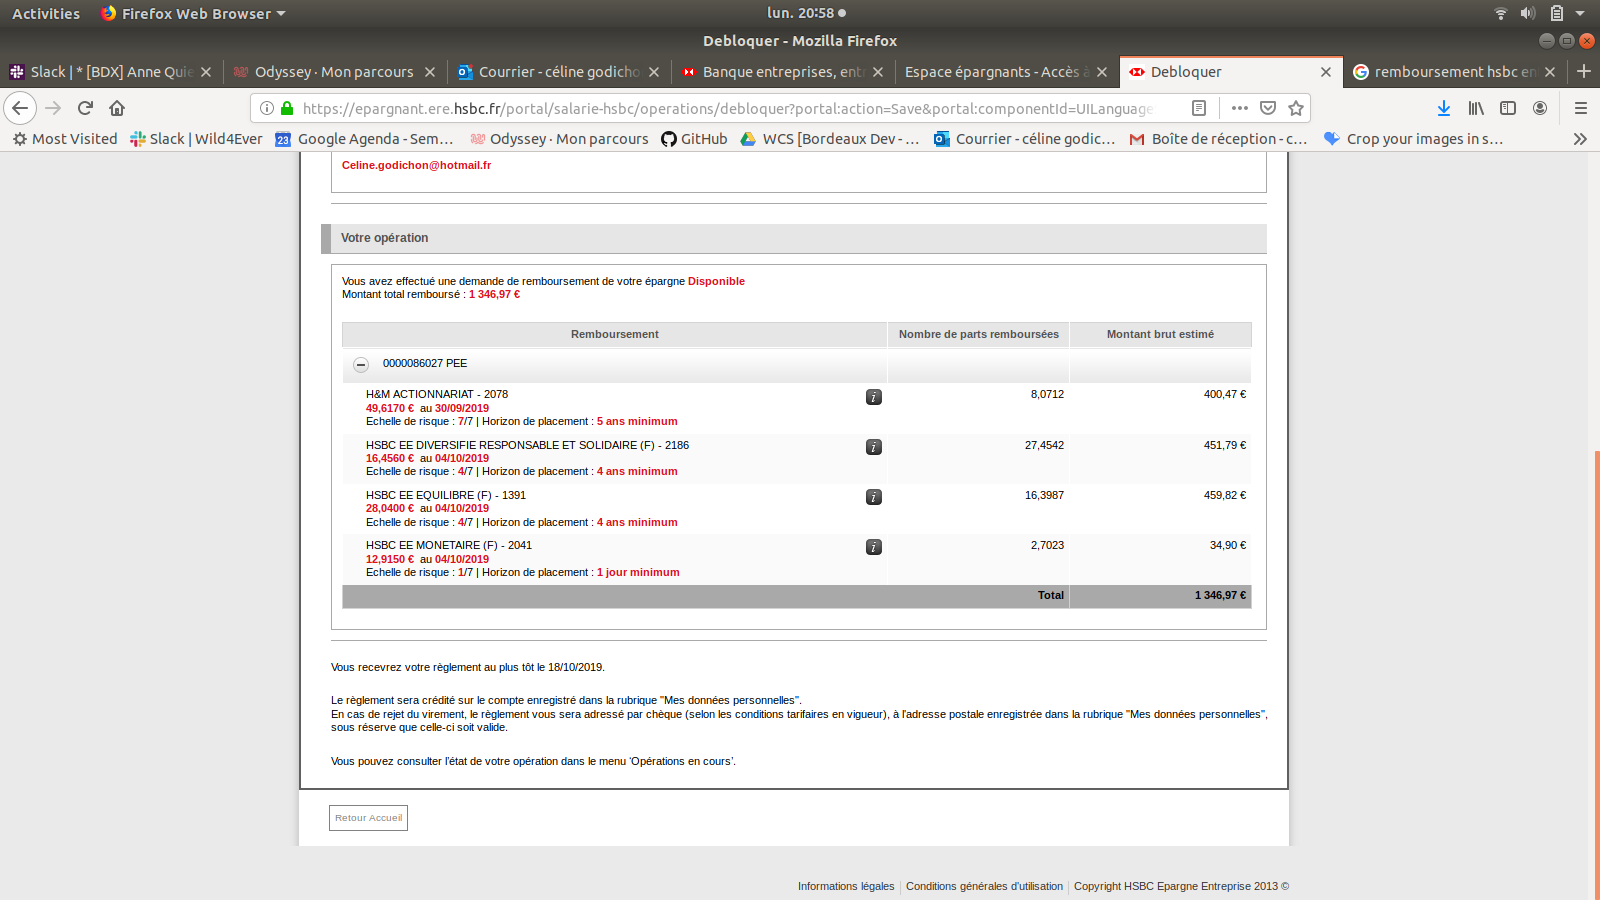 Activities
Firefox Web Browser
lun. 20:58
Debloquer - Mozilla Firefox
Slack | * [BDX] Anne Quie
Odyssey · Mon parcours
Courrier - céline godicho
Banque entreprises, ent
Espace épargnants - Accès à
Debloquer
remboursement hsbc en
https://epargnant.ere.hsbc.fr/portal/salarie-hsbc/operations/debloquer?portal:action=Save&portal:componentId=UILanguage
Most Visited
Slack | Wild4Ever
23
Google Agenda - Sem…
Odyssey · Mon parcours
GitHub
WCS [Bordeaux Dev - …
Courrier - céline godic…
Boîte de réception - c…
Crop your images in s…
Celine.godichon@hotmail.fr
Votre opération
Vous avez effectué une demande de remboursement de votre épargne Disponible
Montant total remboursé : 1 346,97 €
Remboursement
Nombre de parts remboursées
Montant brut estimé
0000086027 PEE
H&M ACTIONNARIAT - 2078
8,0712
400,47 €
49,6170 € au 30/09/2019
Echelle de risque : 7/7 | Horizon de placement : 5 ans minimum
HSBC EE DIVERSIFIE RESPONSABLE ET SOLIDAIRE (F) - 2186
27,4542
451,79 €
16,4560 € au 04/10/2019
Echelle de risque : 4/7 | Horizon de placement : 4 ans minimum
HSBC EE EQUILIBRE (F) - 1391
16,3987
459,82 €
28,0400 € au 04/10/2019
Echelle de risque : 4/7 | Horizon de placement : 4 ans minimum
HSBC EE MONETAIRE (F) - 2041
2,7023
34,90 €
12,9150 € au 04/10/2019
Echelle de risque : 1/7 | Horizon de placement : 1 jour minimum
Total
1 346,97 €
Vous recevrez votre règlement au plus tôt le 18/10/2019.
Le règlement sera crédité sur le compte enregistré dans la rubrique "Mes données personnelles".
En cas de rejet du virement, le règlement vous sera adressé par chèque (selon les conditions tarifaires en vigueur), à l'adresse postale enregistrée dans la rubrique "Mes données personnelles",
sous réserve que celle-ci soit valide.
Vous pouvez consulter l'état de votre opération dans le menu 'Opérations en cours'.
Retour Accueil
Informations légales | Conditions générales d'utilisation | Copyright HSBC Epargne Entreprise 2013 ©